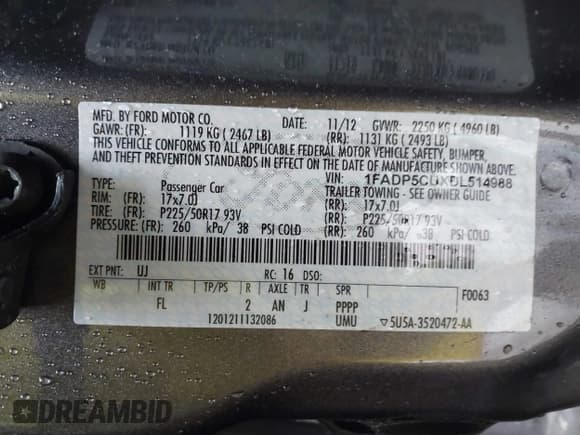 MFD. BY FORD MOTOR CO.
DATE: 11/12 GVWR: 2250 KG ( 4960 LB)
GAWR: (FR): 1119 KG ( 2467 LB) (RR): 1131 KG ( 2493 LB)
THIS VEHICLE CONFORMS TO ALL APPLICABLE FEDERAL MOTOR VEHICLE SAFETY, BUMPER,
AND THEFT PREVENTION STANDARDS IN EFFECT ON THE DATE OF MANUFACTURE SHOWN ABOVE.
VIN: 1FADP5CUXDL514988
TYPE: Passenger Car TRAILER TOWING - SEE OWNER GUIDE
RIM: (FR): 17x7.0J (RR): 17x7.0J
TIRE: (FR): P225/50R17 93V (RR): P225/50R17 93V
PRESSURE: (FR): 260 kPa/ 38 PSI COLD (RR): 260 kPa/ 38 PSI COLD
EXT PNT: UJ RC: 16 DSO: F0063
WB INT TR TP/PS R AXLE TR SPR
FL 2 AN J PPPP
1201211132086 UMU ▽5U5A-3520472-AA
DREAMBID